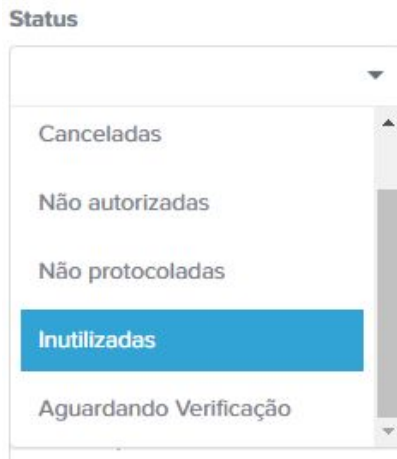 Status
Canceladas
Não autorizadas
Não protocoladas
Inutilizadas
Aguardando Verificação